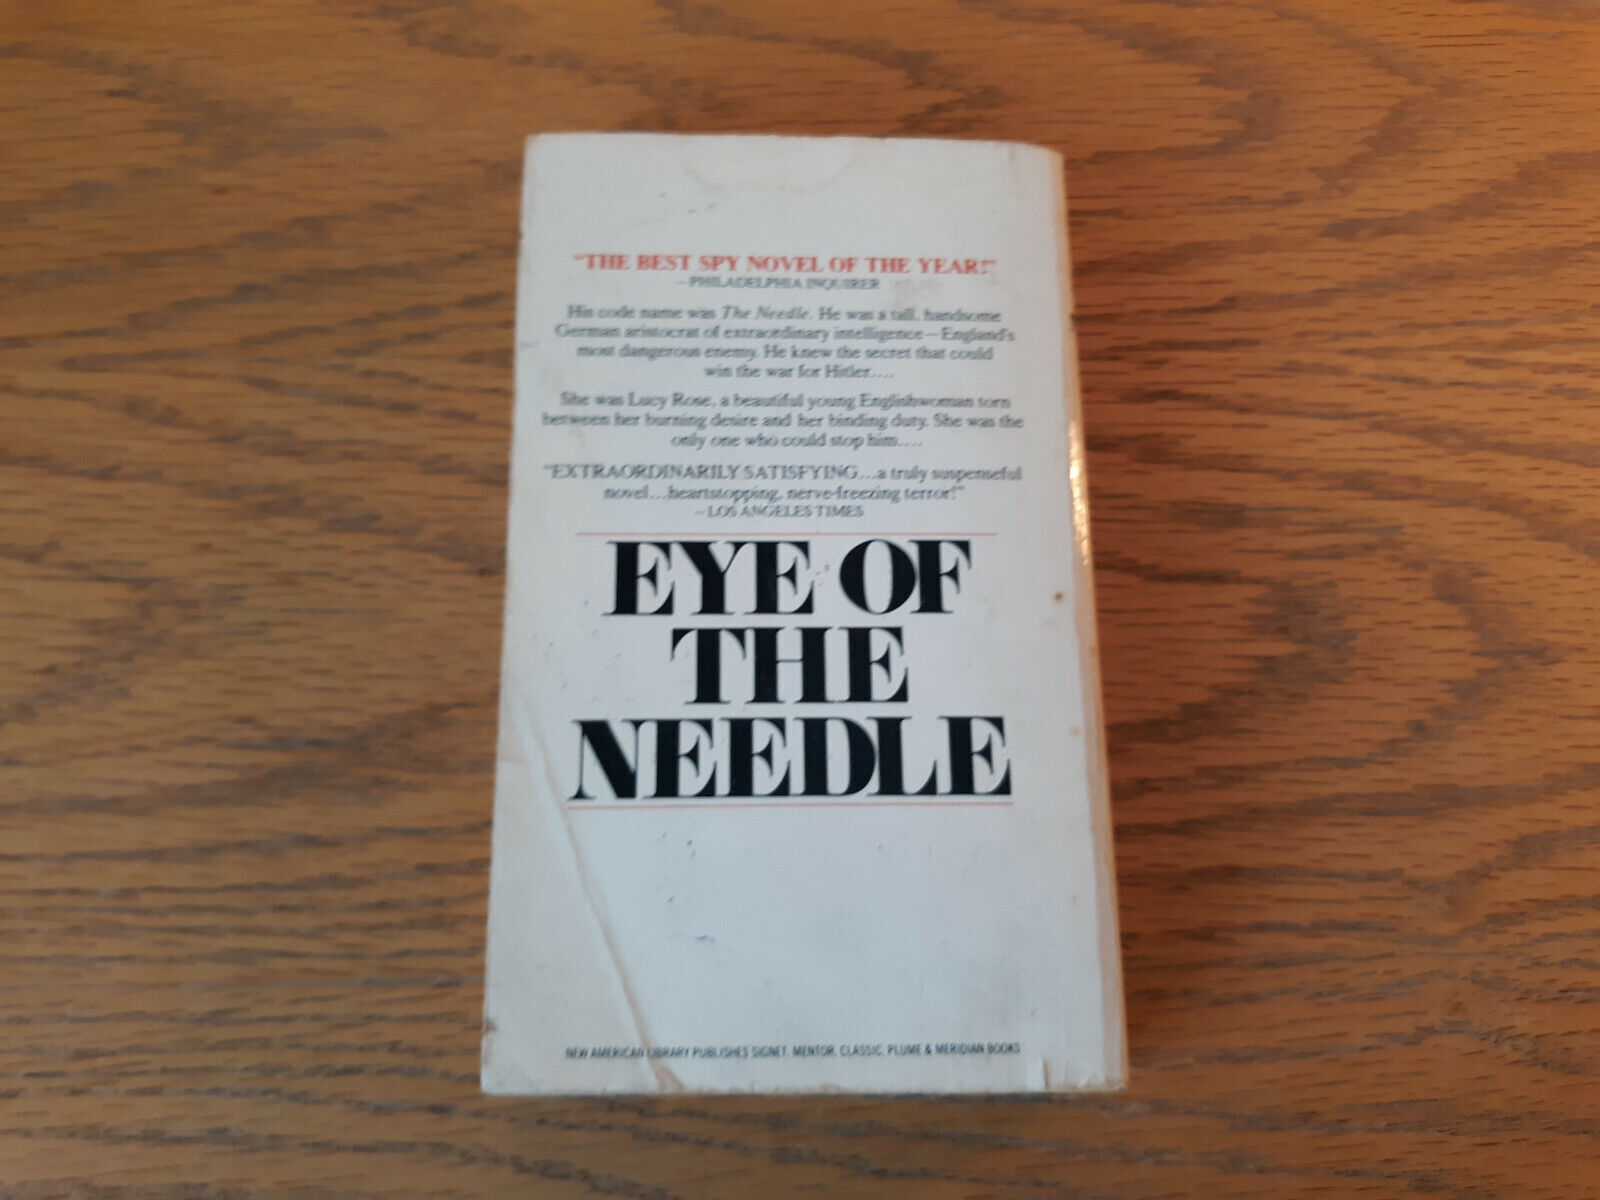 "THE BEST SPY NOVEL OF THE YEAR!"
—PHILADELPHIA INQUIRER
His code name was The Needle. He was a tall, handsome
German aristocrat of extraordinary intelligence—England's
most dangerous enemy. He knew the secret that could
win the war for Hitler....
She was Lucy Rose, a beautiful young Englishwoman torn
between her burning desire and her binding duty. She was the
only one who could stop him....
"EXTRAORDINARILY SATISFYING...a truly suspenseful
novel...heartstopping, nerve-freezing terror!"
—LOS ANGELES TIMES
EYE OF
THE
NEEDLE
NEW AMERICAN LIBRARY PUBLISHES SIGNET, MENTOR, CLASSIC, PLUME & MERIDIAN BOOKS